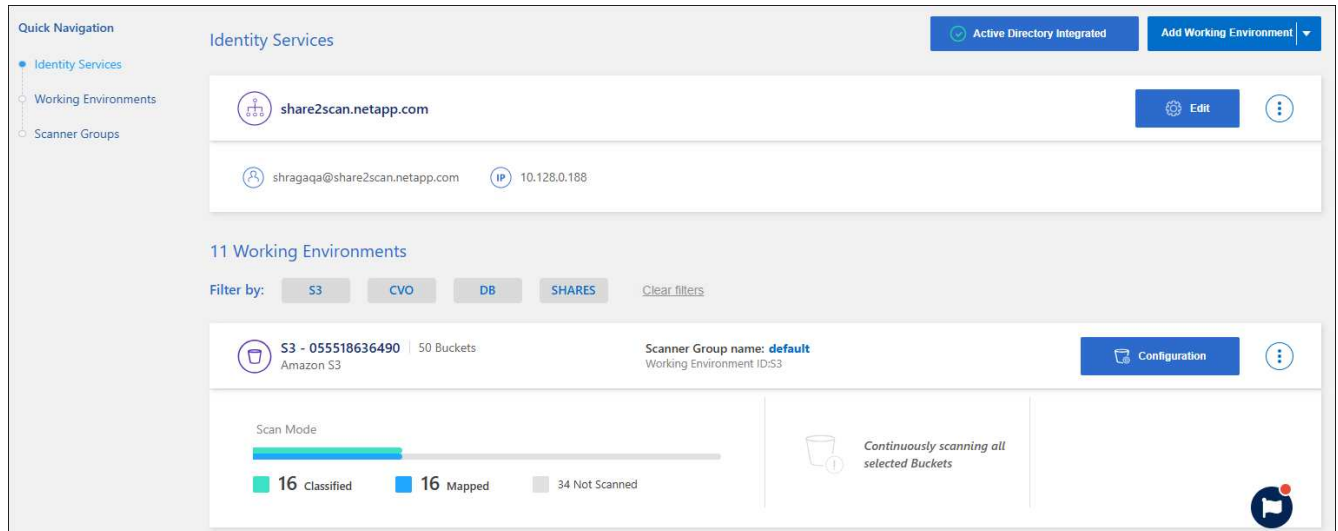 Quick Navigation
Identity Services
Working Environments
Scanner Groups
Identity Services
Active Directory Integrated
Add Working Environment
share2scan.netapp.com
Edit
shragaqa@share2scan.netapp.com
IP 10.128.0.188
11 Working Environments
Filter by: S3 CVO DB SHARES Clear filters
S3 - 055518636490 50 Buckets
Amazon S3
Scanner Group name: default
Working Environment ID:S3
Configuration
Scan Mode
16 Classified 16 Mapped 34 Not Scanned
Continuously scanning all
selected Buckets